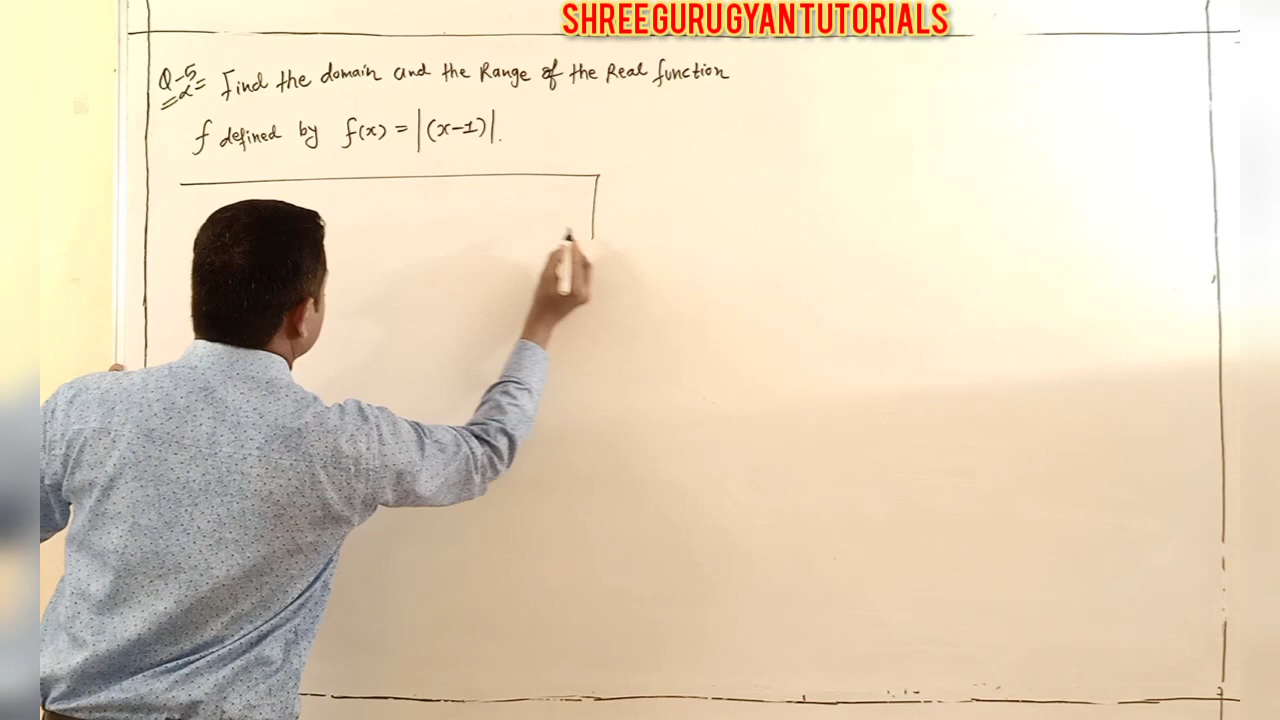 SHREE GURU GYAN TUTORIALS
Q-5= Find the domain and the Range of the Real function
f defined by f(x) = |(x-1)|.